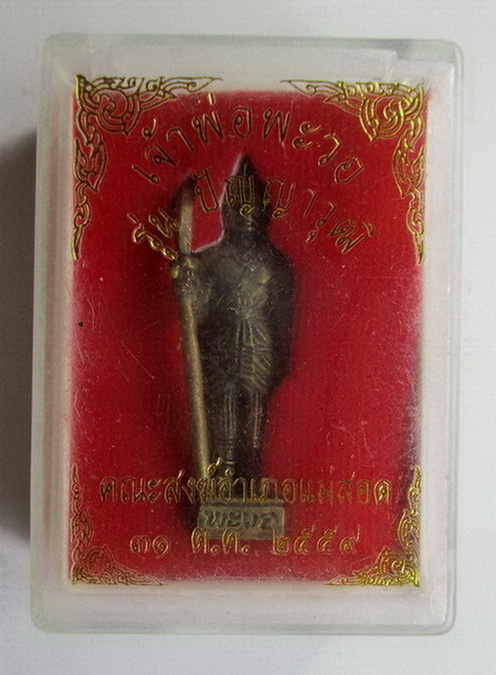 เจ้าพ่อพะวอ
รุ่น ปัญญาวุฒิ
คณะสงฆ์อำเภอแม่สอด
พะวอ
๓๑ ต.ค. ๒๕๕๙